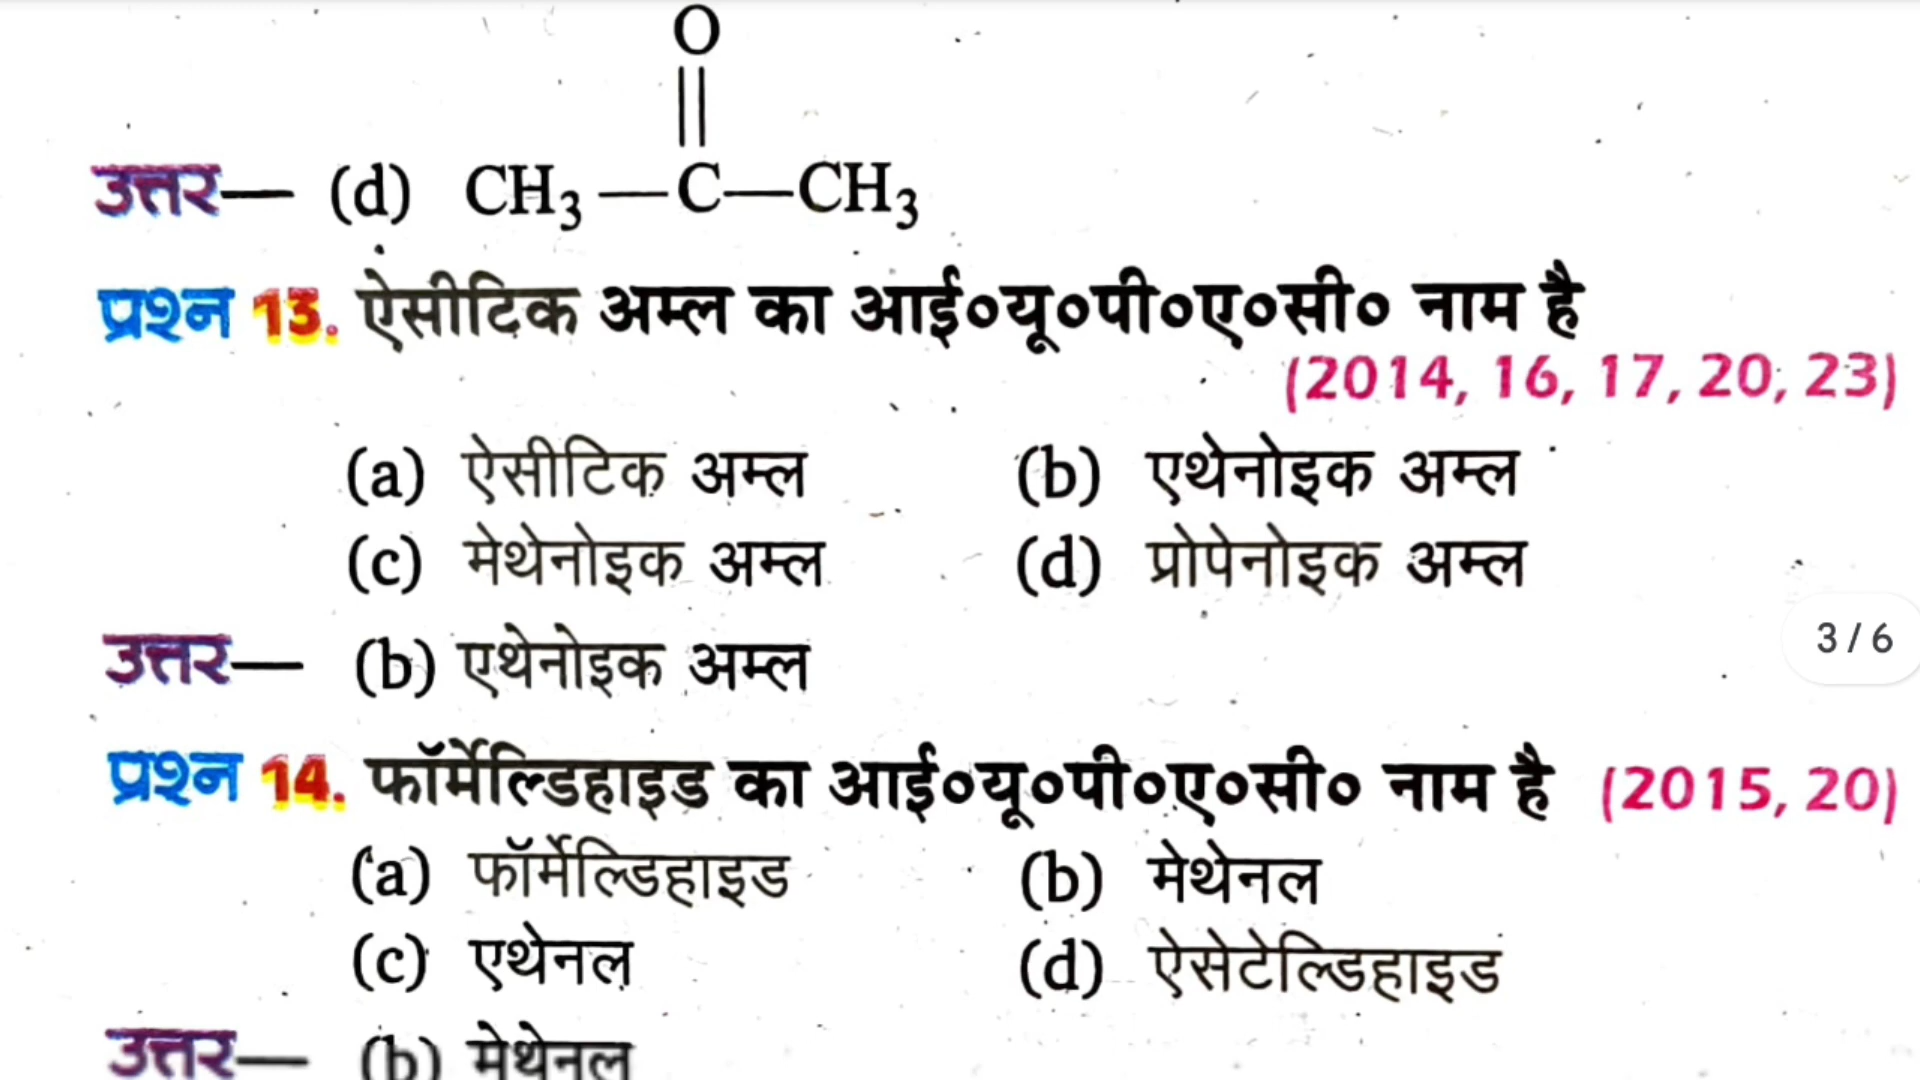 O
||
उत्तर— (d) CH₃—C—CH₃
प्रश्न 13. ऐसीटिक अम्ल का आई०यू०पी०ए०सी० नाम है
(2014, 16, 17, 20, 23)
(a) ऐसीटिक अम्ल (b) एथेनोइक अम्ल
(c) मेथेनोइक अम्ल (d) प्रोपेनोइक अम्ल
उत्तर— (b) एथेनोइक अम्ल
3 / 6
प्रश्न 14. फॉर्मेल्डिहाइड का आई०यू०पी०ए०सी० नाम है (2015, 20)
(a) फॉर्मेल्डिहाइड (b) मेथेनल
(c) एथेनल (d) ऐसेटेल्डिहाइड
उत्तर— (b) मेथेनल